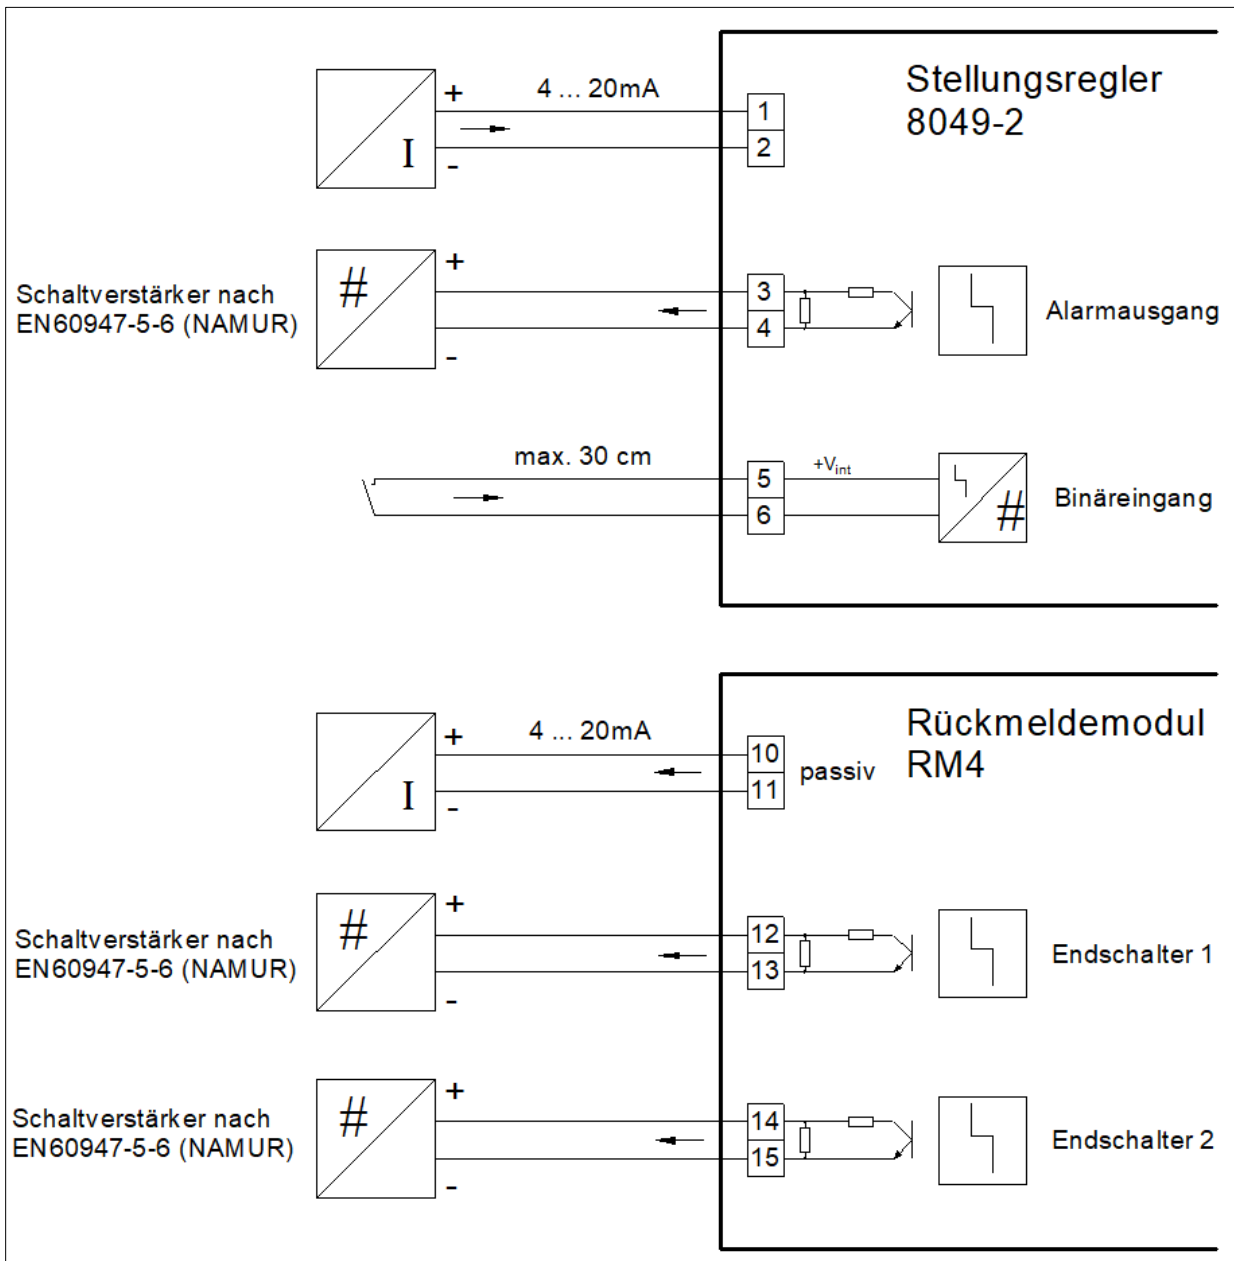 Stellungsregler
8049-2
+
4 ... 20mA
1
2
I
-
Schaltverstärker nach
EN60947-5-6 (NAMUR)
#
+
-
3
4
Alarmausgang
max. 30 cm
5
6
+Vint
#
Binäreingang
Rückmeldemodul
RM4
+
4 ... 20mA
10
11
passiv
I
-
Schaltverstärker nach
EN60947-5-6 (NAMUR)
#
+
-
12
13
Endschalter 1
Schaltverstärker nach
EN60947-5-6 (NAMUR)
#
+
-
14
15
Endschalter 2